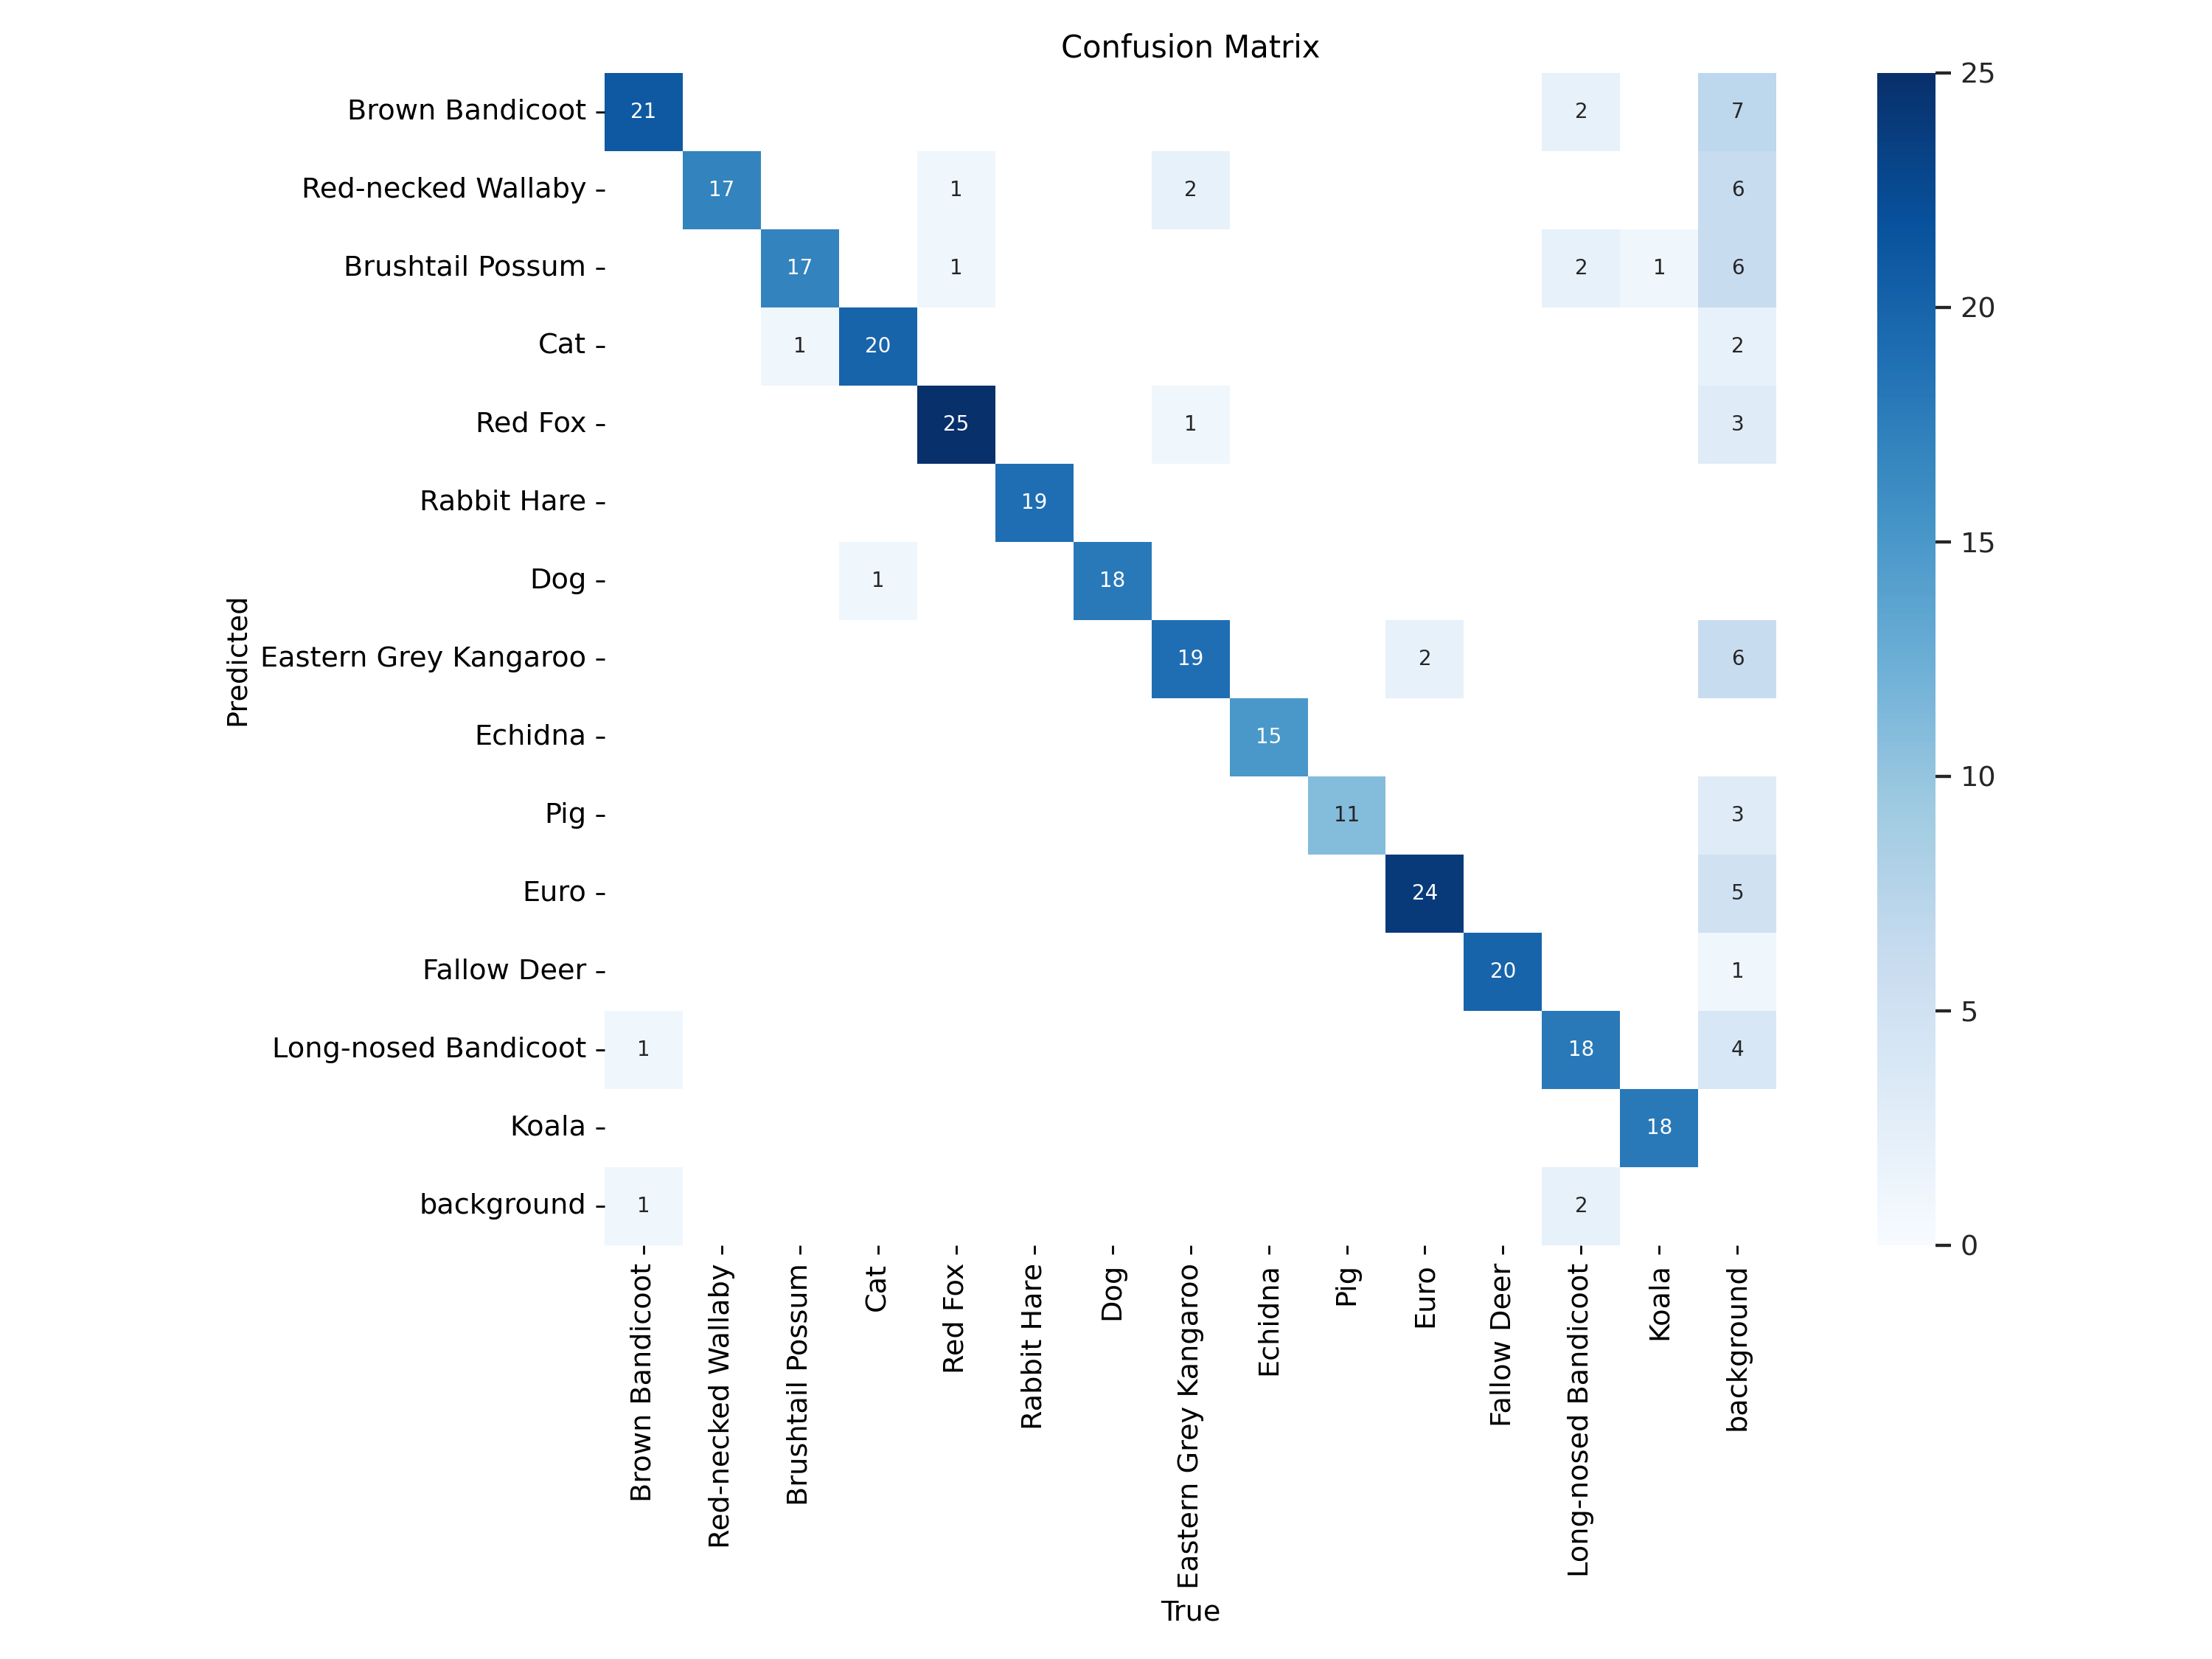 Confusion Matrix
Brown Bandicoot 21 2 7
Red-necked Wallaby 17 1 2 6
Brushtail Possum 17 1 2 1 6
Cat 1 20 2
Red Fox 25 1 3
Rabbit Hare 19
Dog 1 18
Eastern Grey Kangaroo 19 2 6
Echidna 15
Pig 11 3
Euro 24 5
Fallow Deer 20 1
Long-nosed Bandicoot 1 18 4
Koala 18
background 1 2
Predicted
Brown Bandicoot
Red-necked Wallaby
Brushtail Possum
Cat
Red Fox
Rabbit Hare
Dog
Eastern Grey Kangaroo
Echidna
Pig
Euro
Fallow Deer
Long-nosed Bandicoot
Koala
background
True
25
20
15
10
5
0